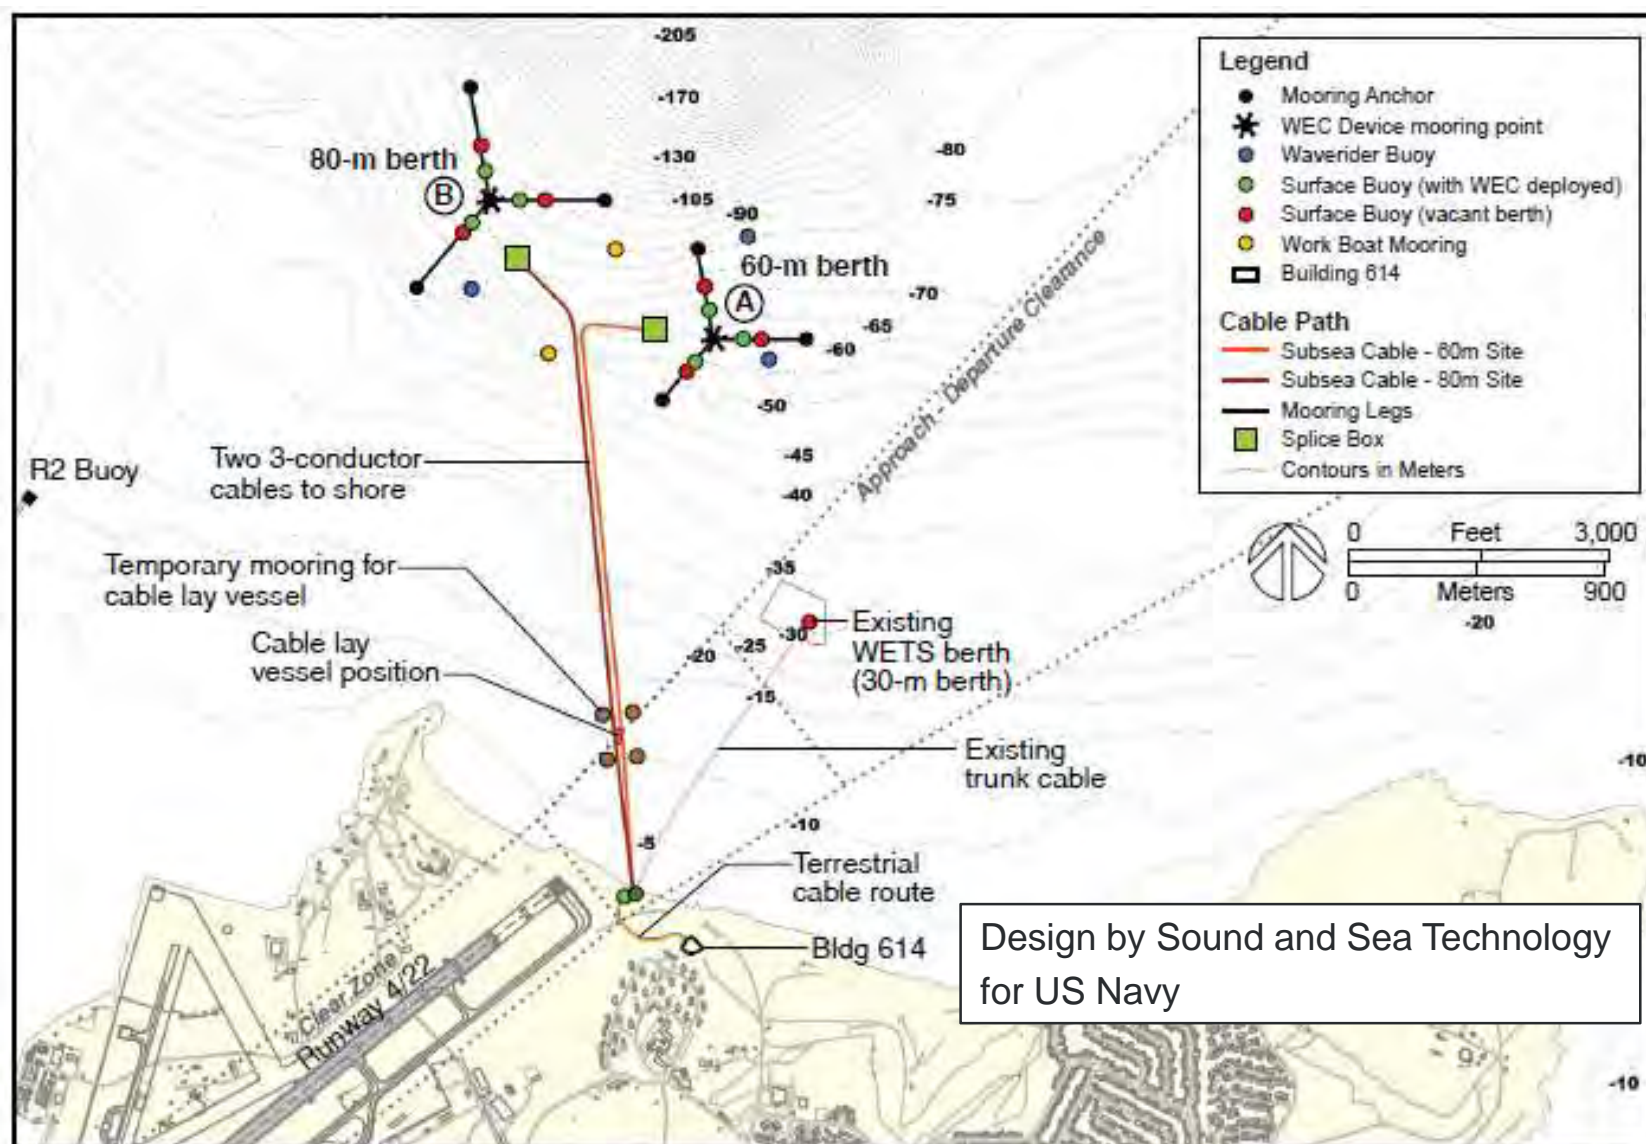 -205
-170
80-m berth
-130
B
-105
-90
-80
-75
60-m berth
A
-70
-65
-60
-50
Approach - Departure Clearance
R2 Buoy
Two 3-conductor
cables to shore
-45
-40
Temporary mooring for
cable lay vessel
-35
Cable lay
vessel position
-30
-25
-20
-15
Existing
WETS berth
(30-m berth)
Existing
trunk cable
-10
-5
Terrestrial
cable route
Bldg 614
Clear Zone
Runway 4/22
Legend
Mooring Anchor
WEC Device mooring point
Waverider Buoy
Surface Buoy (with WEC deployed)
Surface Buoy (vacant berth)
Work Boat Mooring
Building 614
Cable Path
Subsea Cable - 60m Site
Subsea Cable - 80m Site
Mooring Legs
Splice Box
Contours in Meters
0 Feet 3,000
0 Meters 900
-20
-10
Design by Sound and Sea Technology
for US Navy
-10